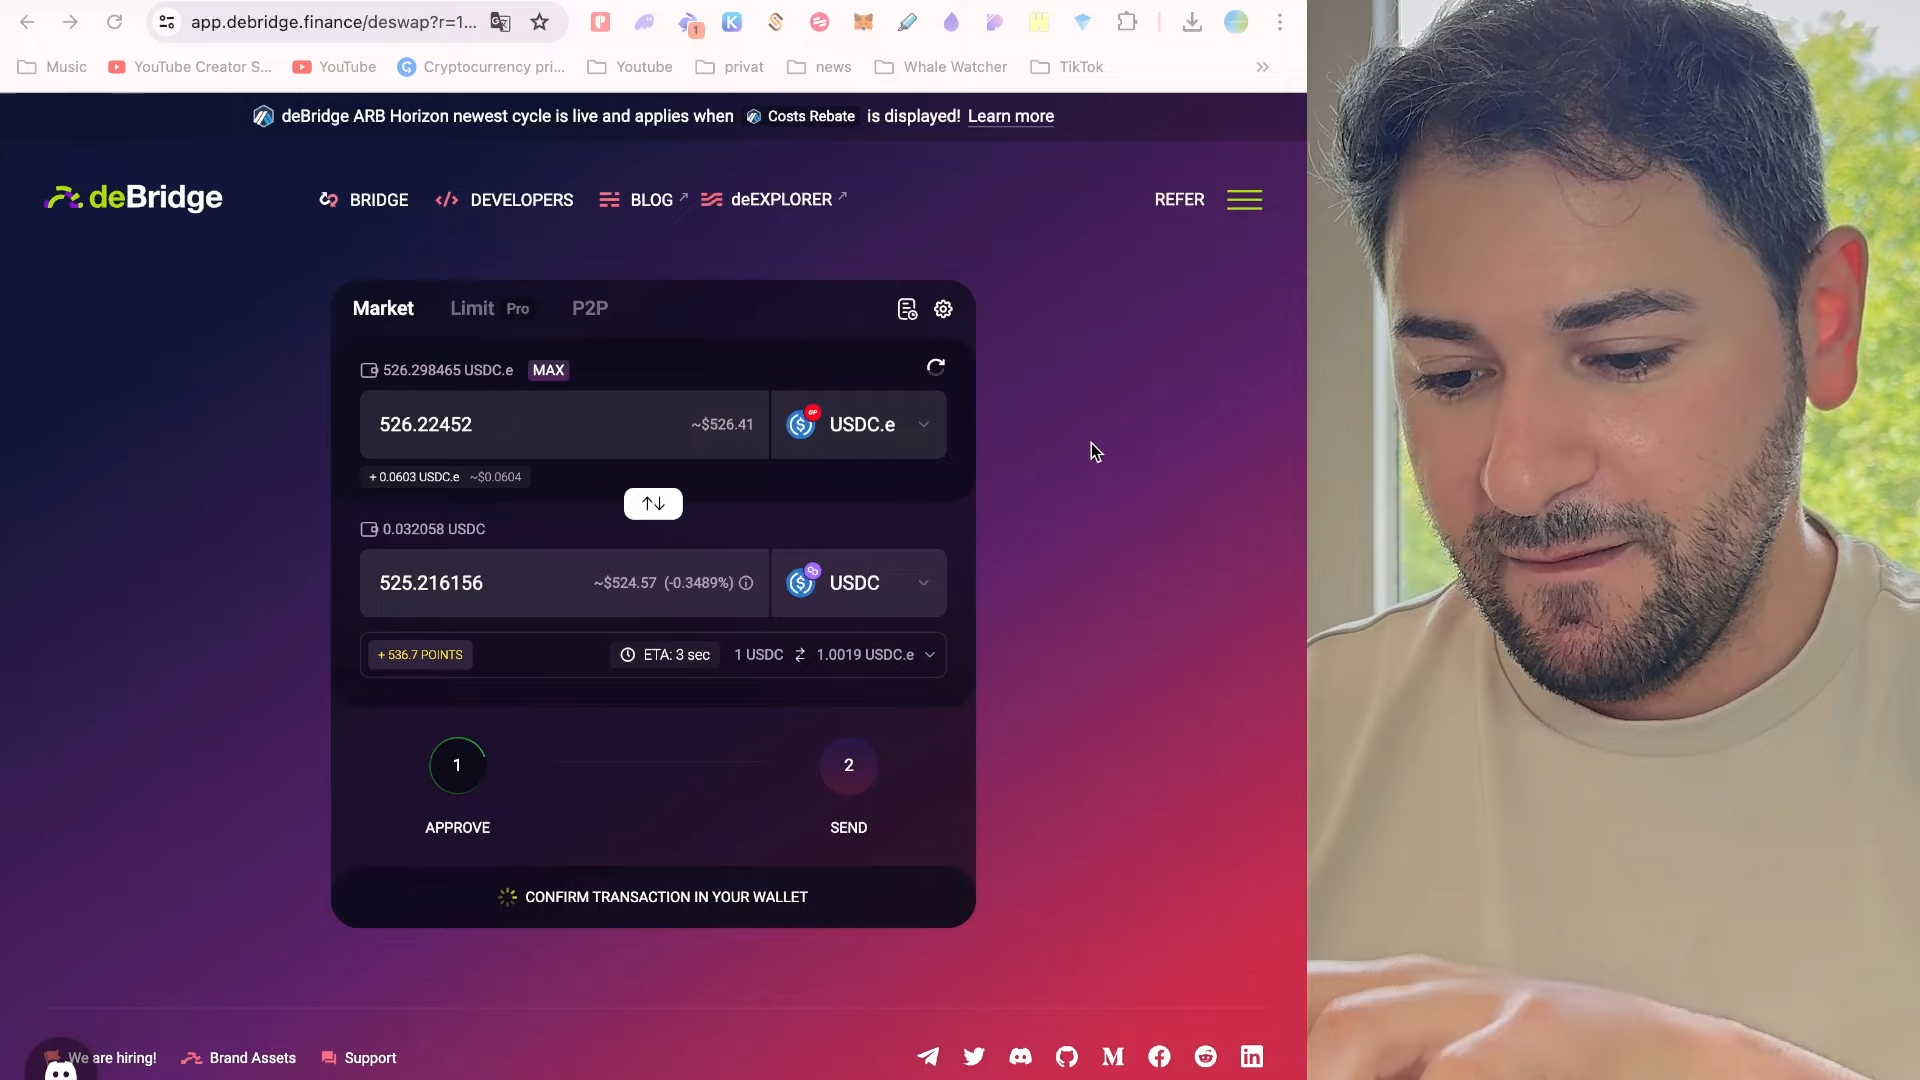 app.debridge.finance/deswap?r=1...
1
Music
YouTube Creator S...
YouTube
Cryptocurrency pri...
Youtube
privat
news
Whale Watcher
TikTok
deBridge ARB Horizon newest cycle is live and applies when Costs Rebate is displayed! Learn more
deBridge
BRIDGE
DEVELOPERS
BLOG
deEXPLORER
REFER
Market
Limit Pro
P2P
526.298465 USDC.e MAX
526.22452 ~$526.41
USDC.e
+ 0.0603 USDC.e ~$0.0604
0.032058 USDC
525.216156 ~$524.57 (-0.3489%)
USDC
+ 536.7 POINTS
ETA: 3 sec
1 USDC ⇄ 1.0019 USDC.e
1
2
APPROVE
SEND
CONFIRM TRANSACTION IN YOUR WALLET
We are hiring!
Brand Assets
Support